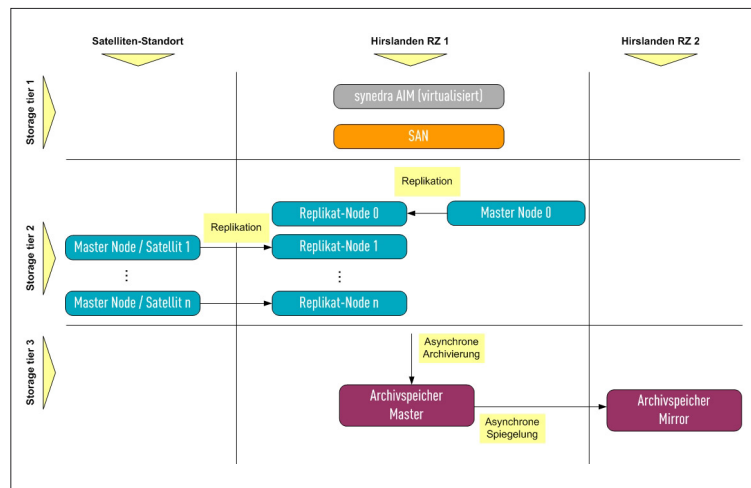 Satelliten-Standort
Hirslanden RZ 1
Hirslanden RZ 2
Storage tier 1
synedra AIM (virtualisiert)
SAN
Storage tier 2
Replikation
Replikat-Node 0
Master Node 0
Replikation
Master Node / Satellit 1
Replikat-Node 1
⋮
⋮
Master Node / Satellit n
Replikat-Node n
Storage tier 3
Asynchrone
Archivierung
Archivspeicher
Master
Asynchrone
Spiegelung
Archivspeicher
Mirror